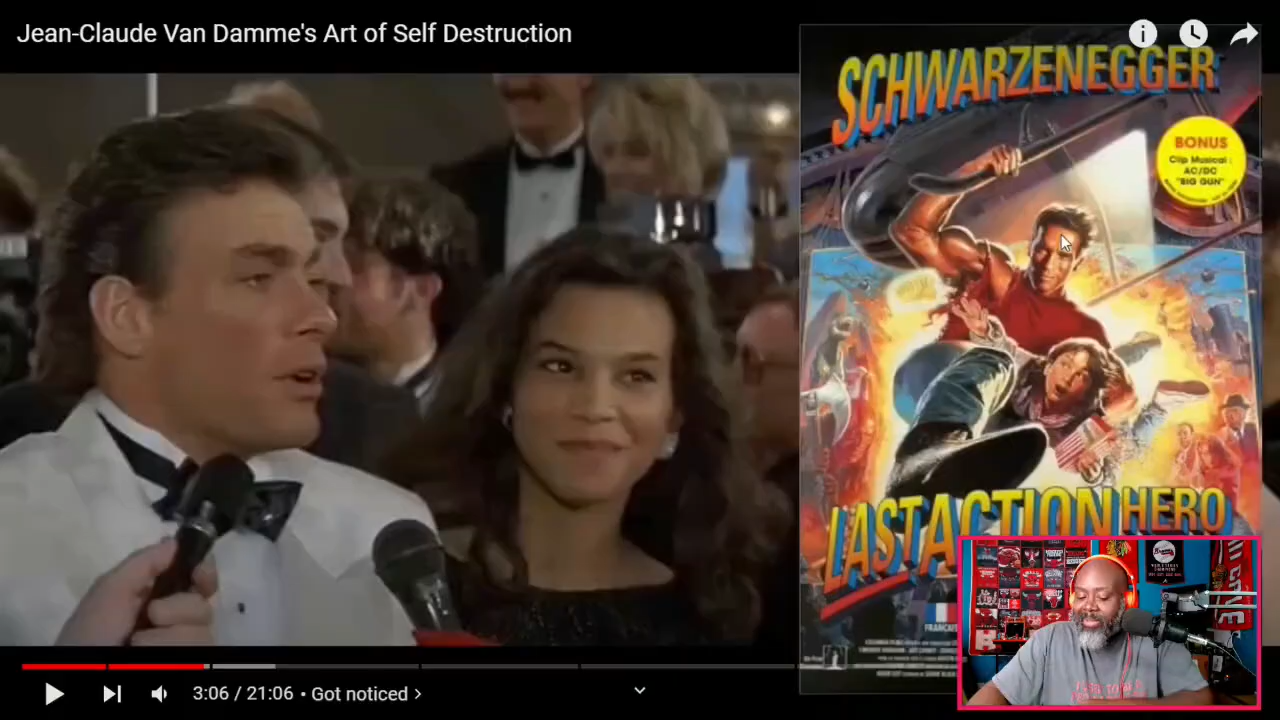 Jean-Claude Van Damme's Art of Self Destruction
SCHWARZENEGGER
BONUS
Clip Musical :
AC/DC
"BIG GUN"
LAST ACTION HERO
3:06 / 21:06 • Got noticed ›